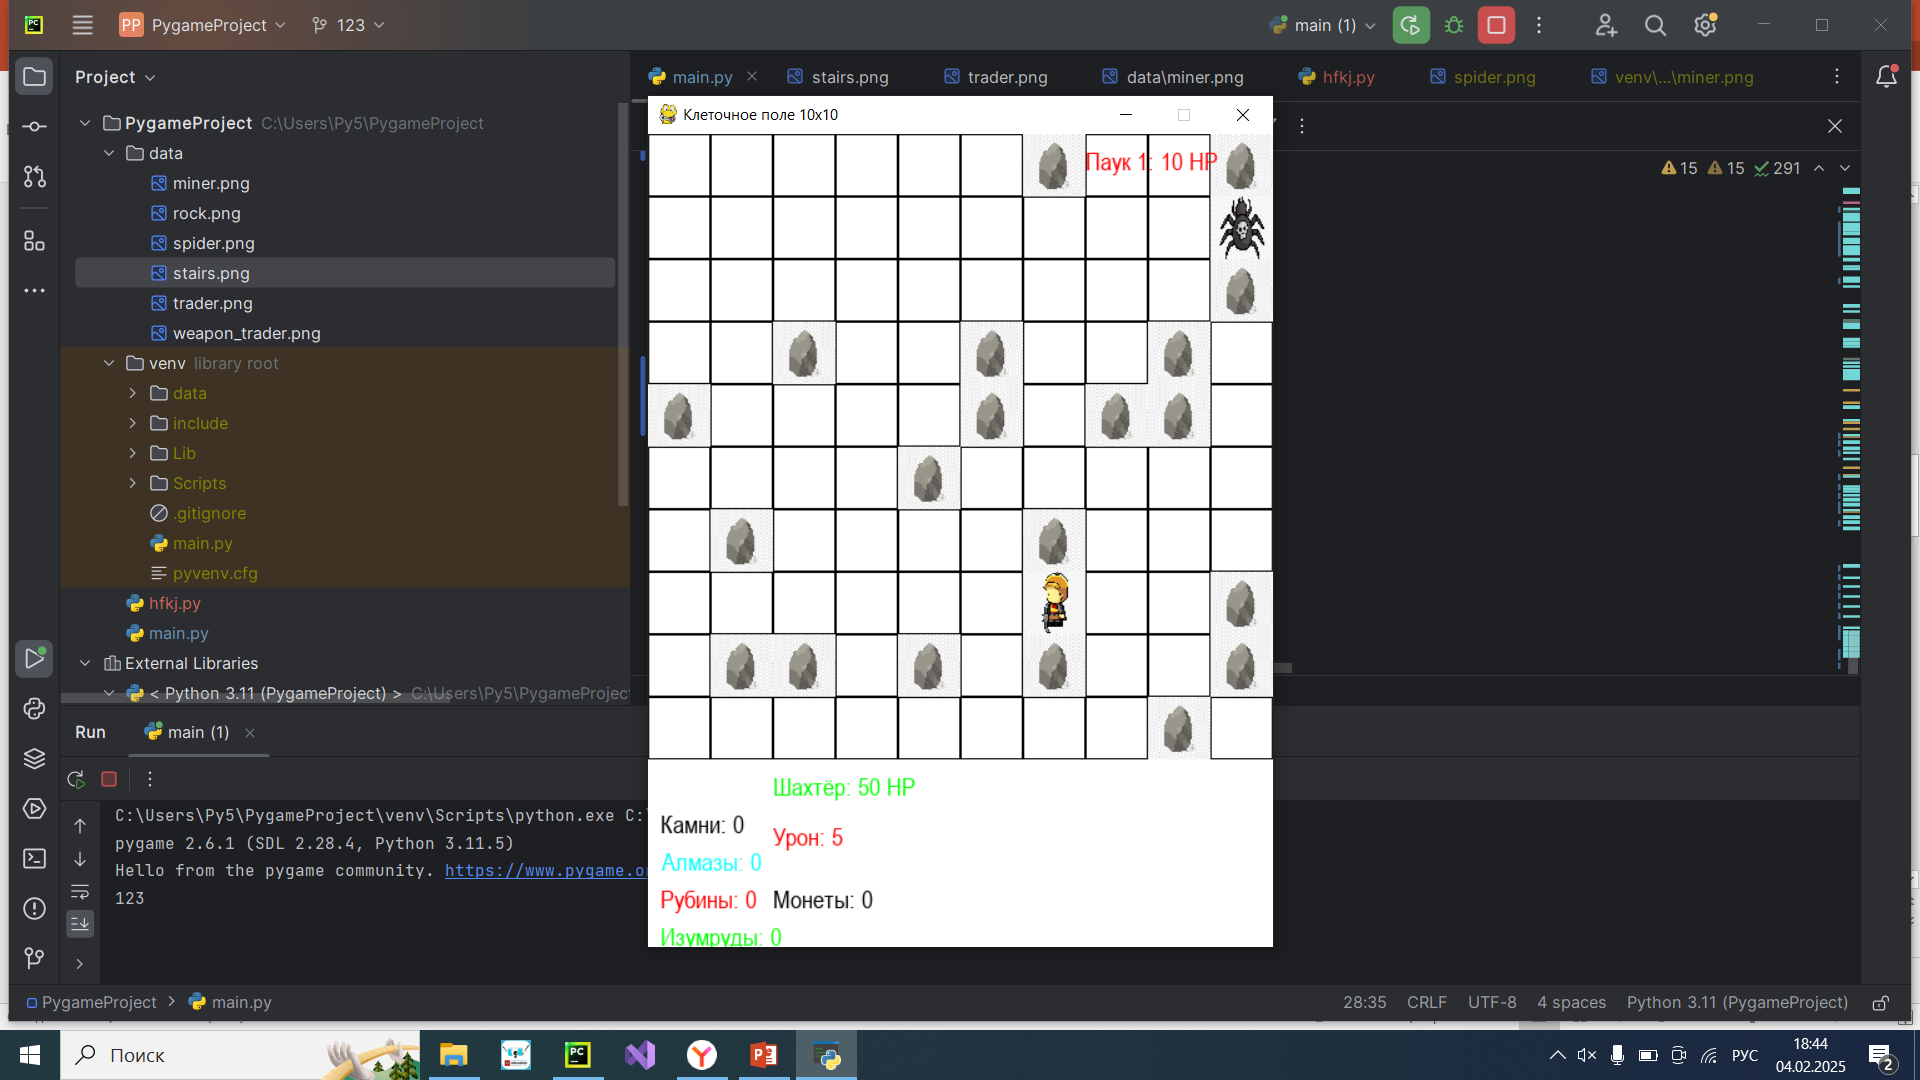 PC
PP PygameProject
123
main (1)
Project
main.py
stairs.png
trader.png
data\miner.png
hfkj.py
spider.png
venv\...\miner.png
PygameProject C:\Users\Py5\PygameProject
data
miner.png
rock.png
spider.png
stairs.png
trader.png
weapon_trader.png
venv library root
data
include
Lib
Scripts
.gitignore
main.py
pyvenv.cfg
hfkj.py
main.py
External Libraries
< Python 3.11 (PygameProject) > C:\Users\Py5\PygameProject
Клеточное поле 10x10
Паук 1: 10 HP
15 15 291
Шахтёр: 50 HP
Камни: 0
Урон: 5
Алмазы: 0
Рубины: 0 Монеты: 0
Изумруды: 0
Run
main (1)
C:\Users\Py5\PygameProject\venv\Scripts\python.exe C:
pygame 2.6.1 (SDL 2.28.4, Python 3.11.5)
Hello from the pygame community. https://www.pygame.o
123
PygameProject > main.py
28:35 CRLF UTF-8 4 spaces Python 3.11 (PygameProject)
Поиск
PC
РУС
18:44
04.02.2025
2